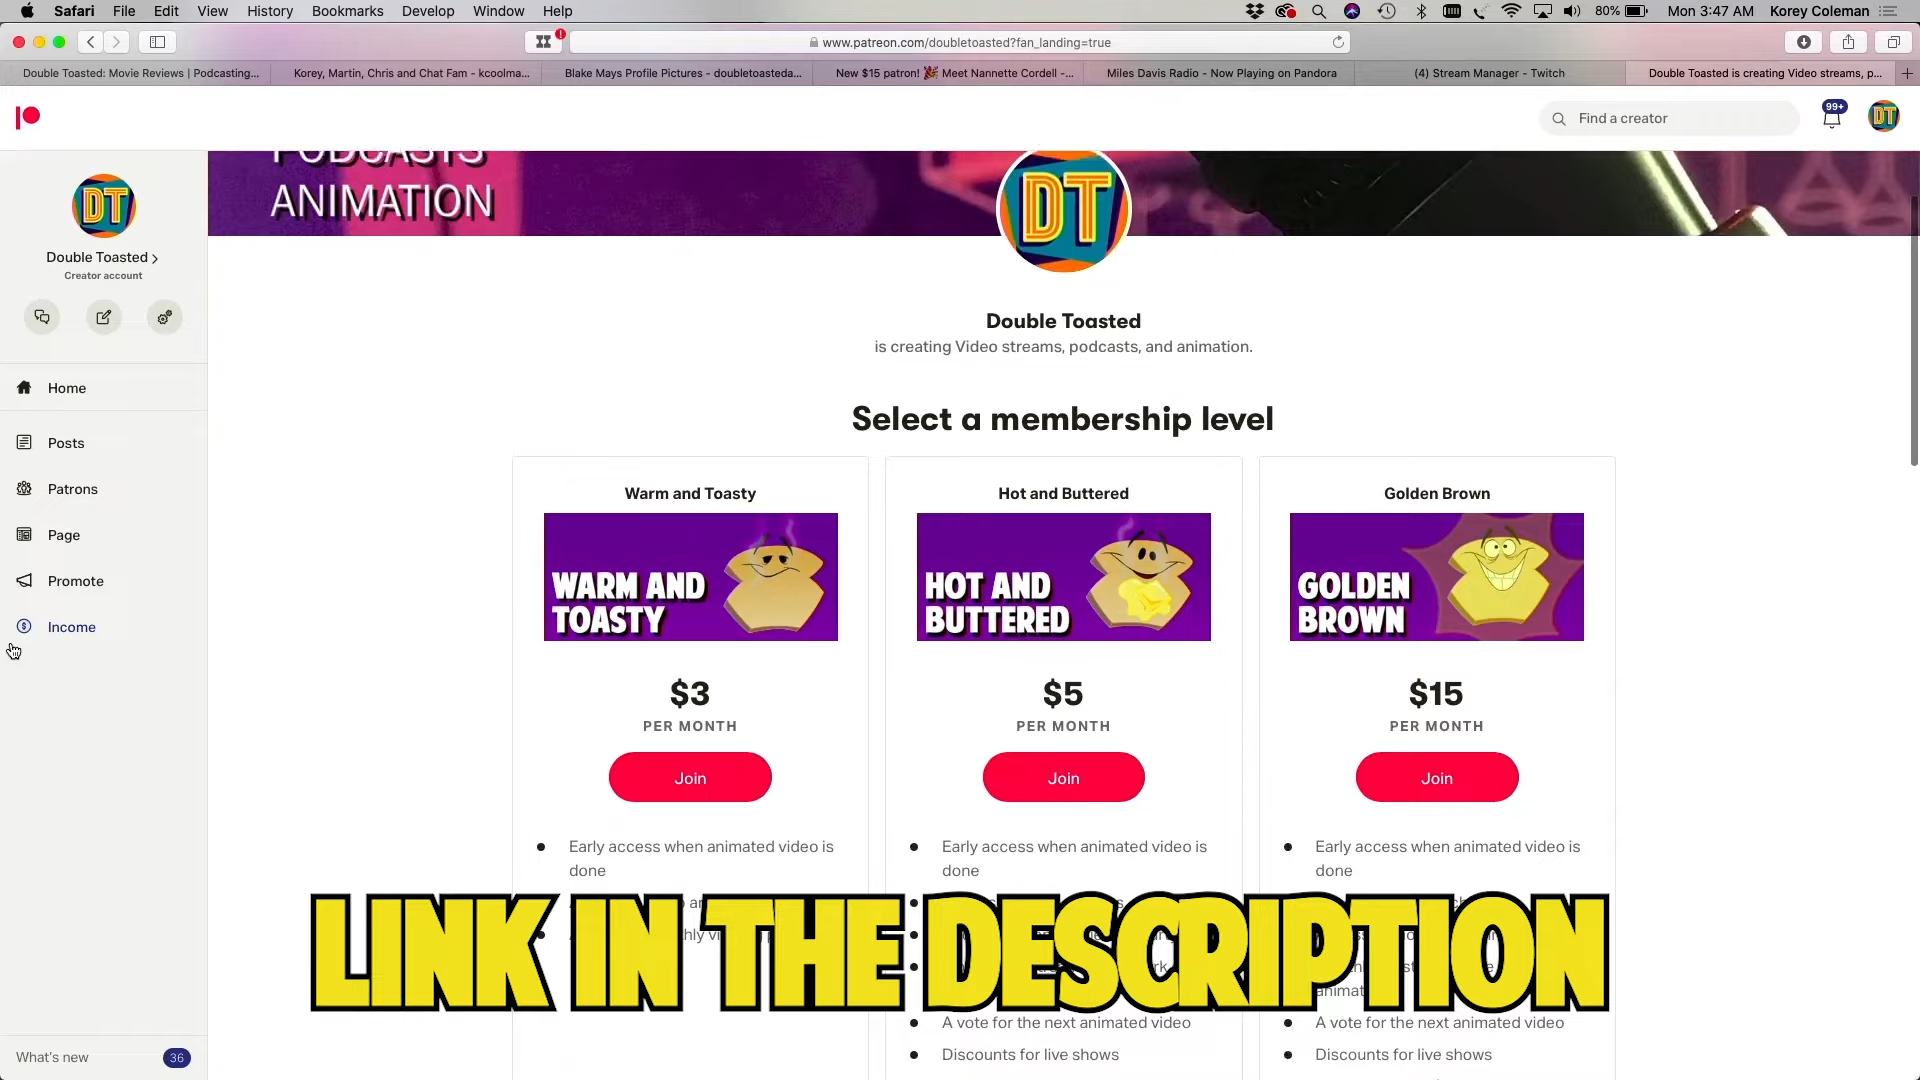 Safari File Edit View History Bookmarks Develop Window Help 80% Mon 3:47 AM Korey Coleman
www.patreon.com/doubletoasted?fan_landing=true
Double Toasted: Movie Reviews | Podcasting... Korey, Martin, Chris and Chat Fam - kcoolma... Blake Mays Profile Pictures - doubletoasteda... New $15 patron! 🎉 Meet Nannette Cordell -... Miles Davis Radio - Now Playing on Pandora (4) Stream Manager - Twitch Double Toasted is creating Video streams, p...
Find a creator 99+ DT
PODCASTS
ANIMATION
DT
DT
Double Toasted
Creator account
Home
Posts
Patrons
Page
Promote
Income
What's new 36
Double Toasted
is creating Video streams, podcasts, and animation.
Select a membership level
Warm and Toasty
WARM AND
TOASTY
$3
PER MONTH
Join
Early access when animated video is
done
Hot and Buttered
HOT AND
BUTTERED
$5
PER MONTH
Join
Early access when animated video is
done
A vote for the next animated video
Discounts for live shows
Golden Brown
GOLDEN
BROWN
$15
PER MONTH
Join
Early access when animated video is
done
A vote for the next animated video
Discounts for live shows
LINK IN THE DESCRIPTION